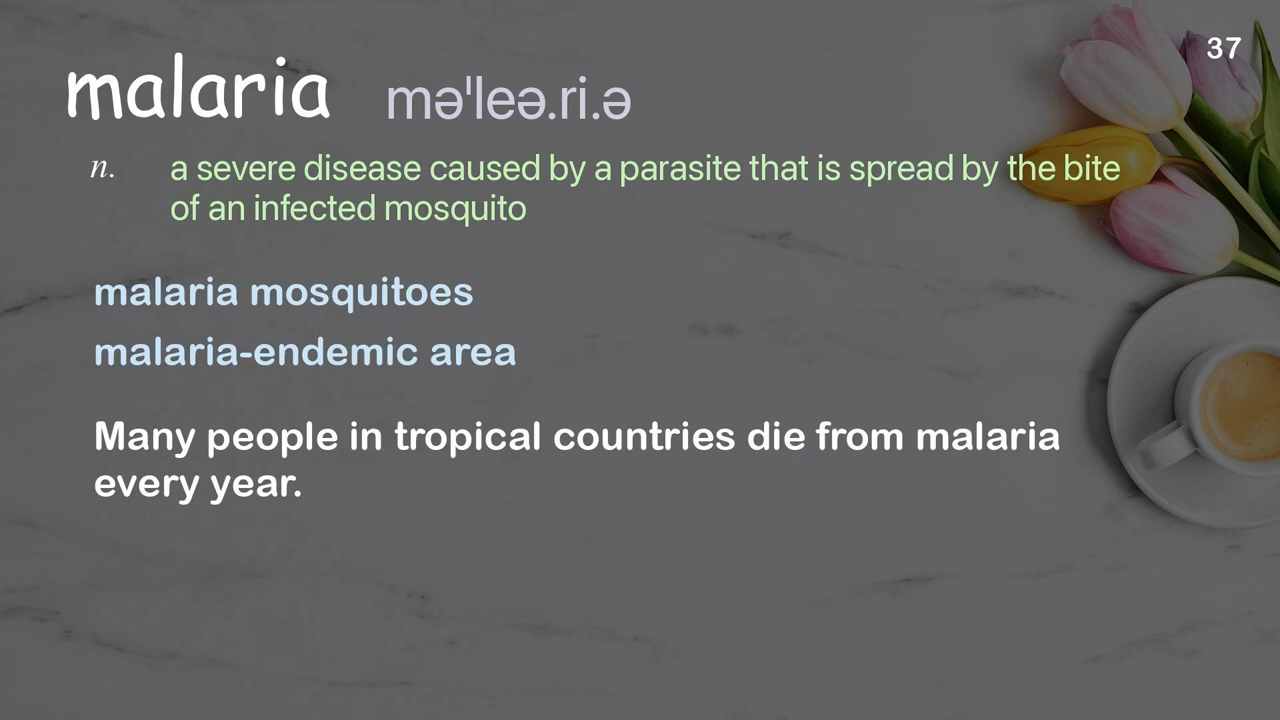 37
malaria məˈleə.ri.ə
n. a severe disease caused by a parasite that is spread by the bite
of an infected mosquito
malaria mosquitoes
malaria-endemic area
Many people in tropical countries die from malaria
every year.